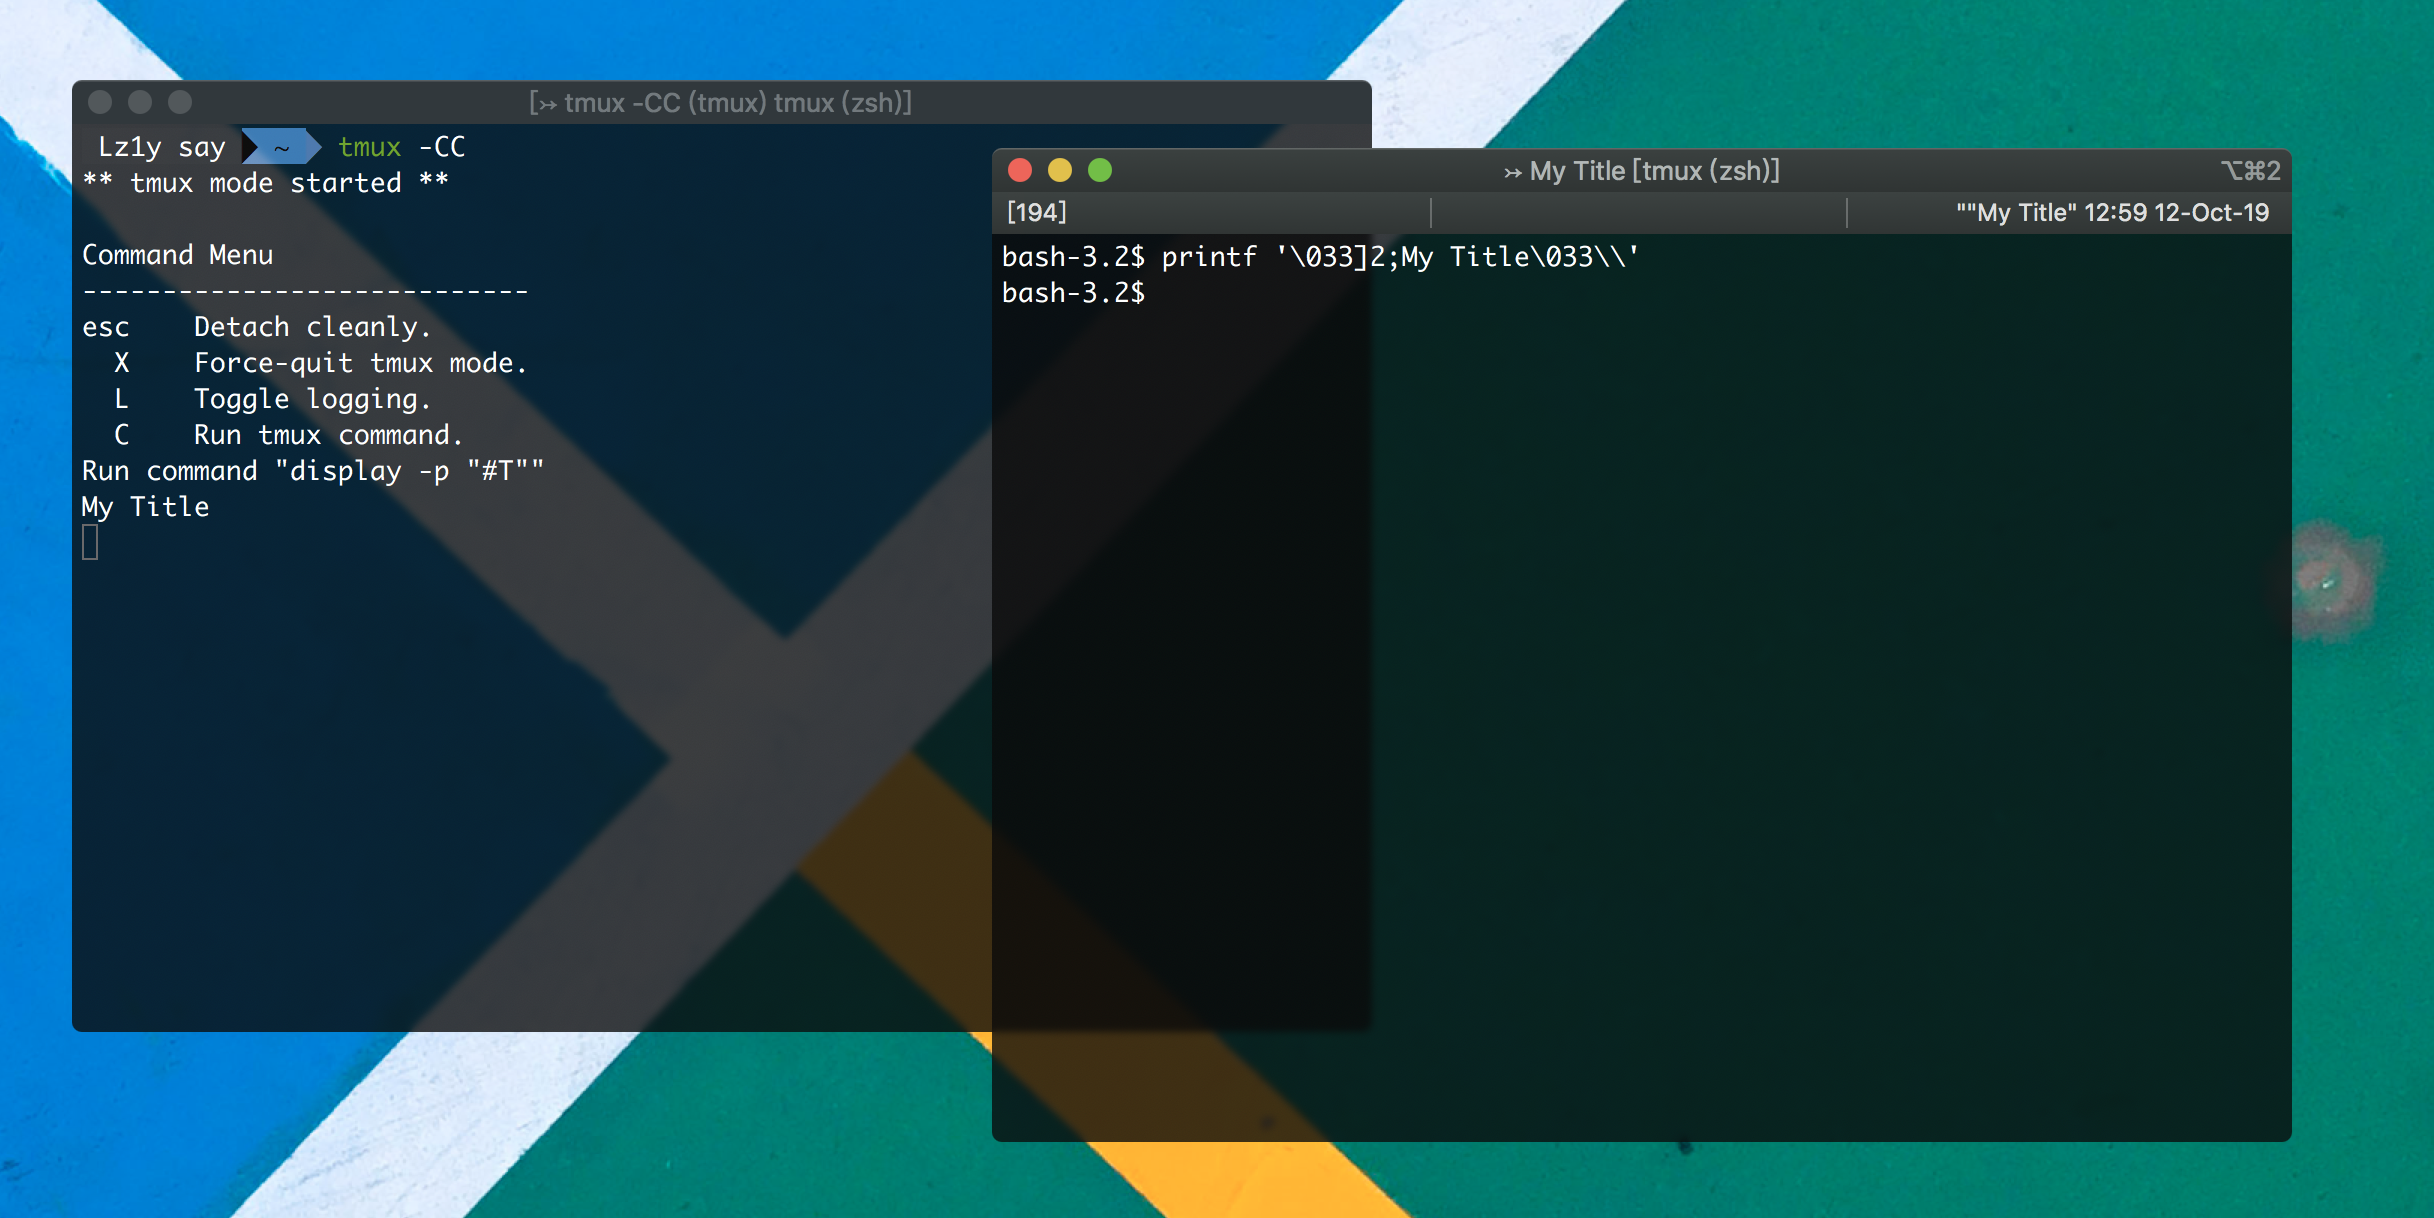 [↣ tmux -CC (tmux) tmux (zsh)]
Lz1y say ~ tmux -CC
** tmux mode started **
Command Menu
----------------------------
esc    Detach cleanly.
  X    Force-quit tmux mode.
  L    Toggle logging.
  C    Run tmux command.
Run command "display -p "#T""
My Title
↣ My Title [tmux (zsh)] ⌥⌘2
[194] ""My Title" 12:59 12-Oct-19
bash-3.2$ printf '\033]2;My Title\033\\'
bash-3.2$